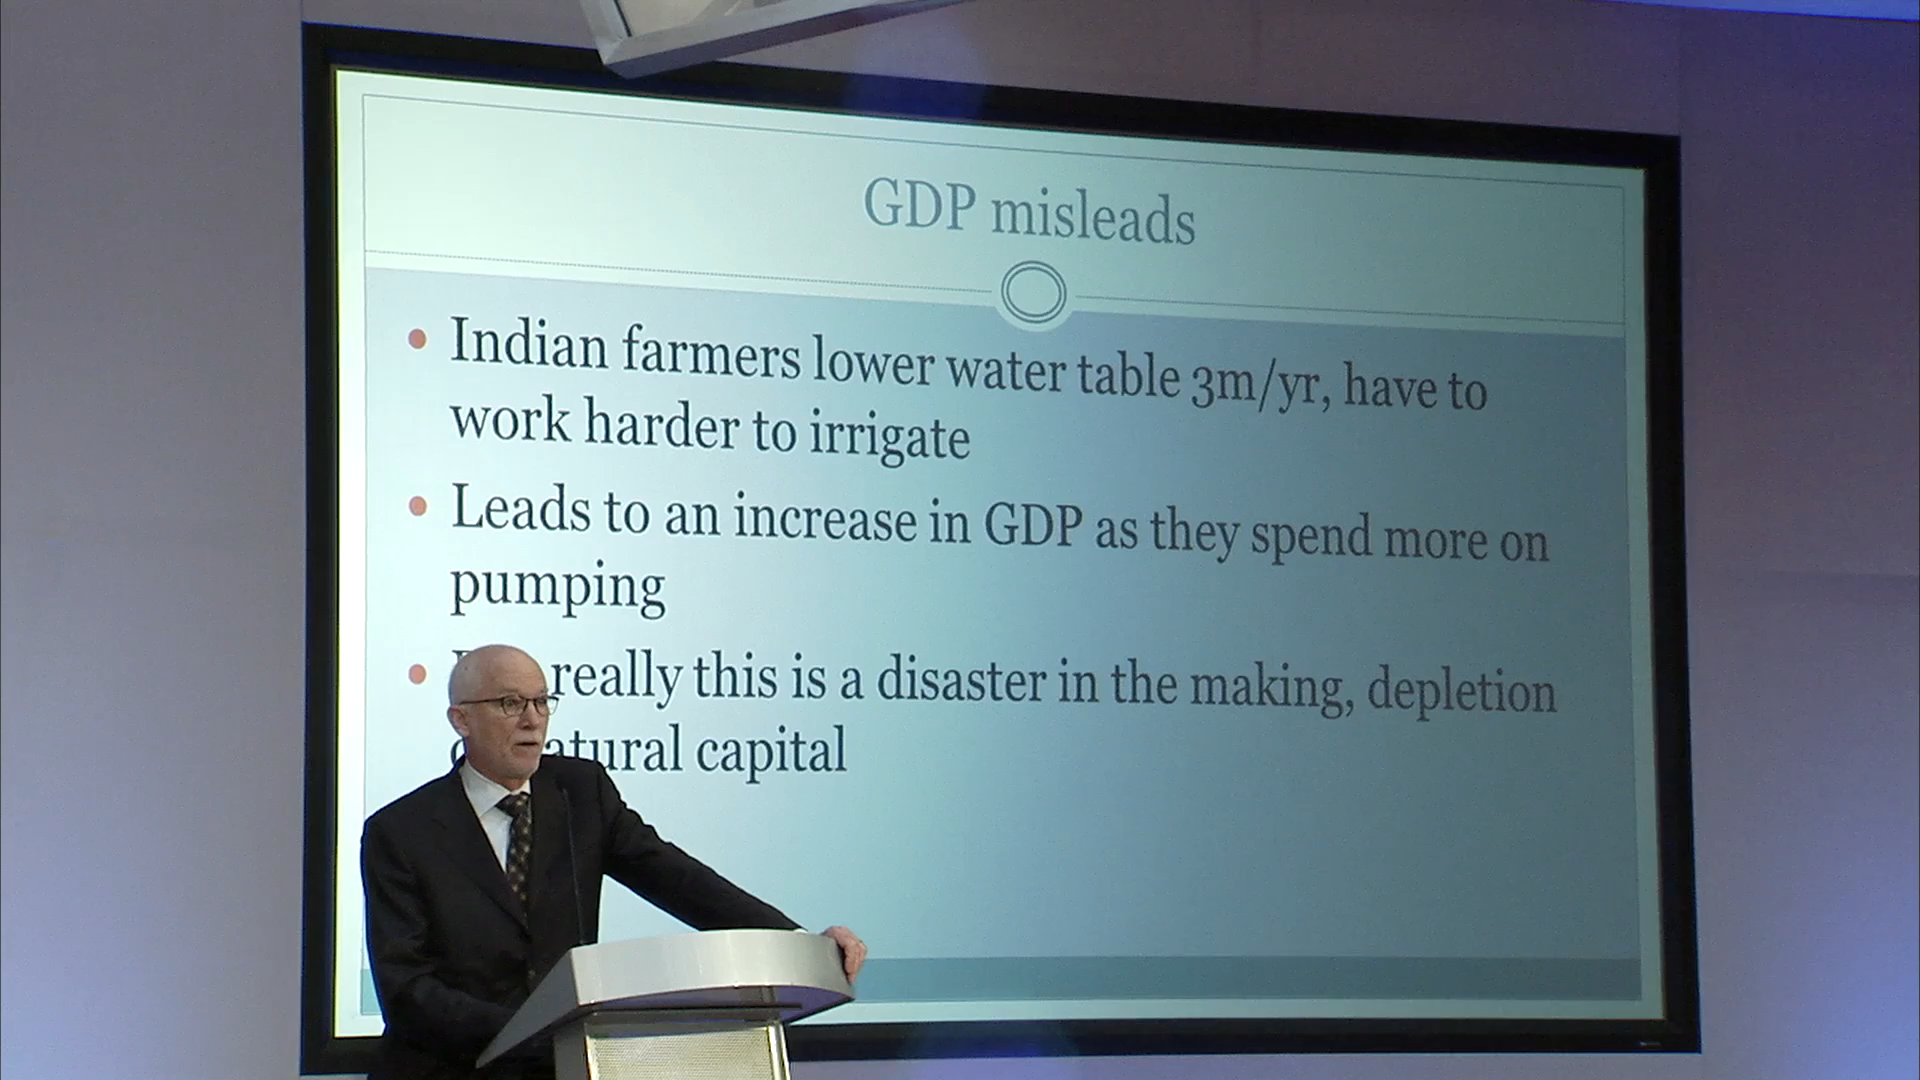 GDP misleads
Indian farmers lower water table 3m/yr, have to
work harder to irrigate
Leads to an increase in GDP as they spend more on
pumping
really this is a disaster in the making, depletion
capital